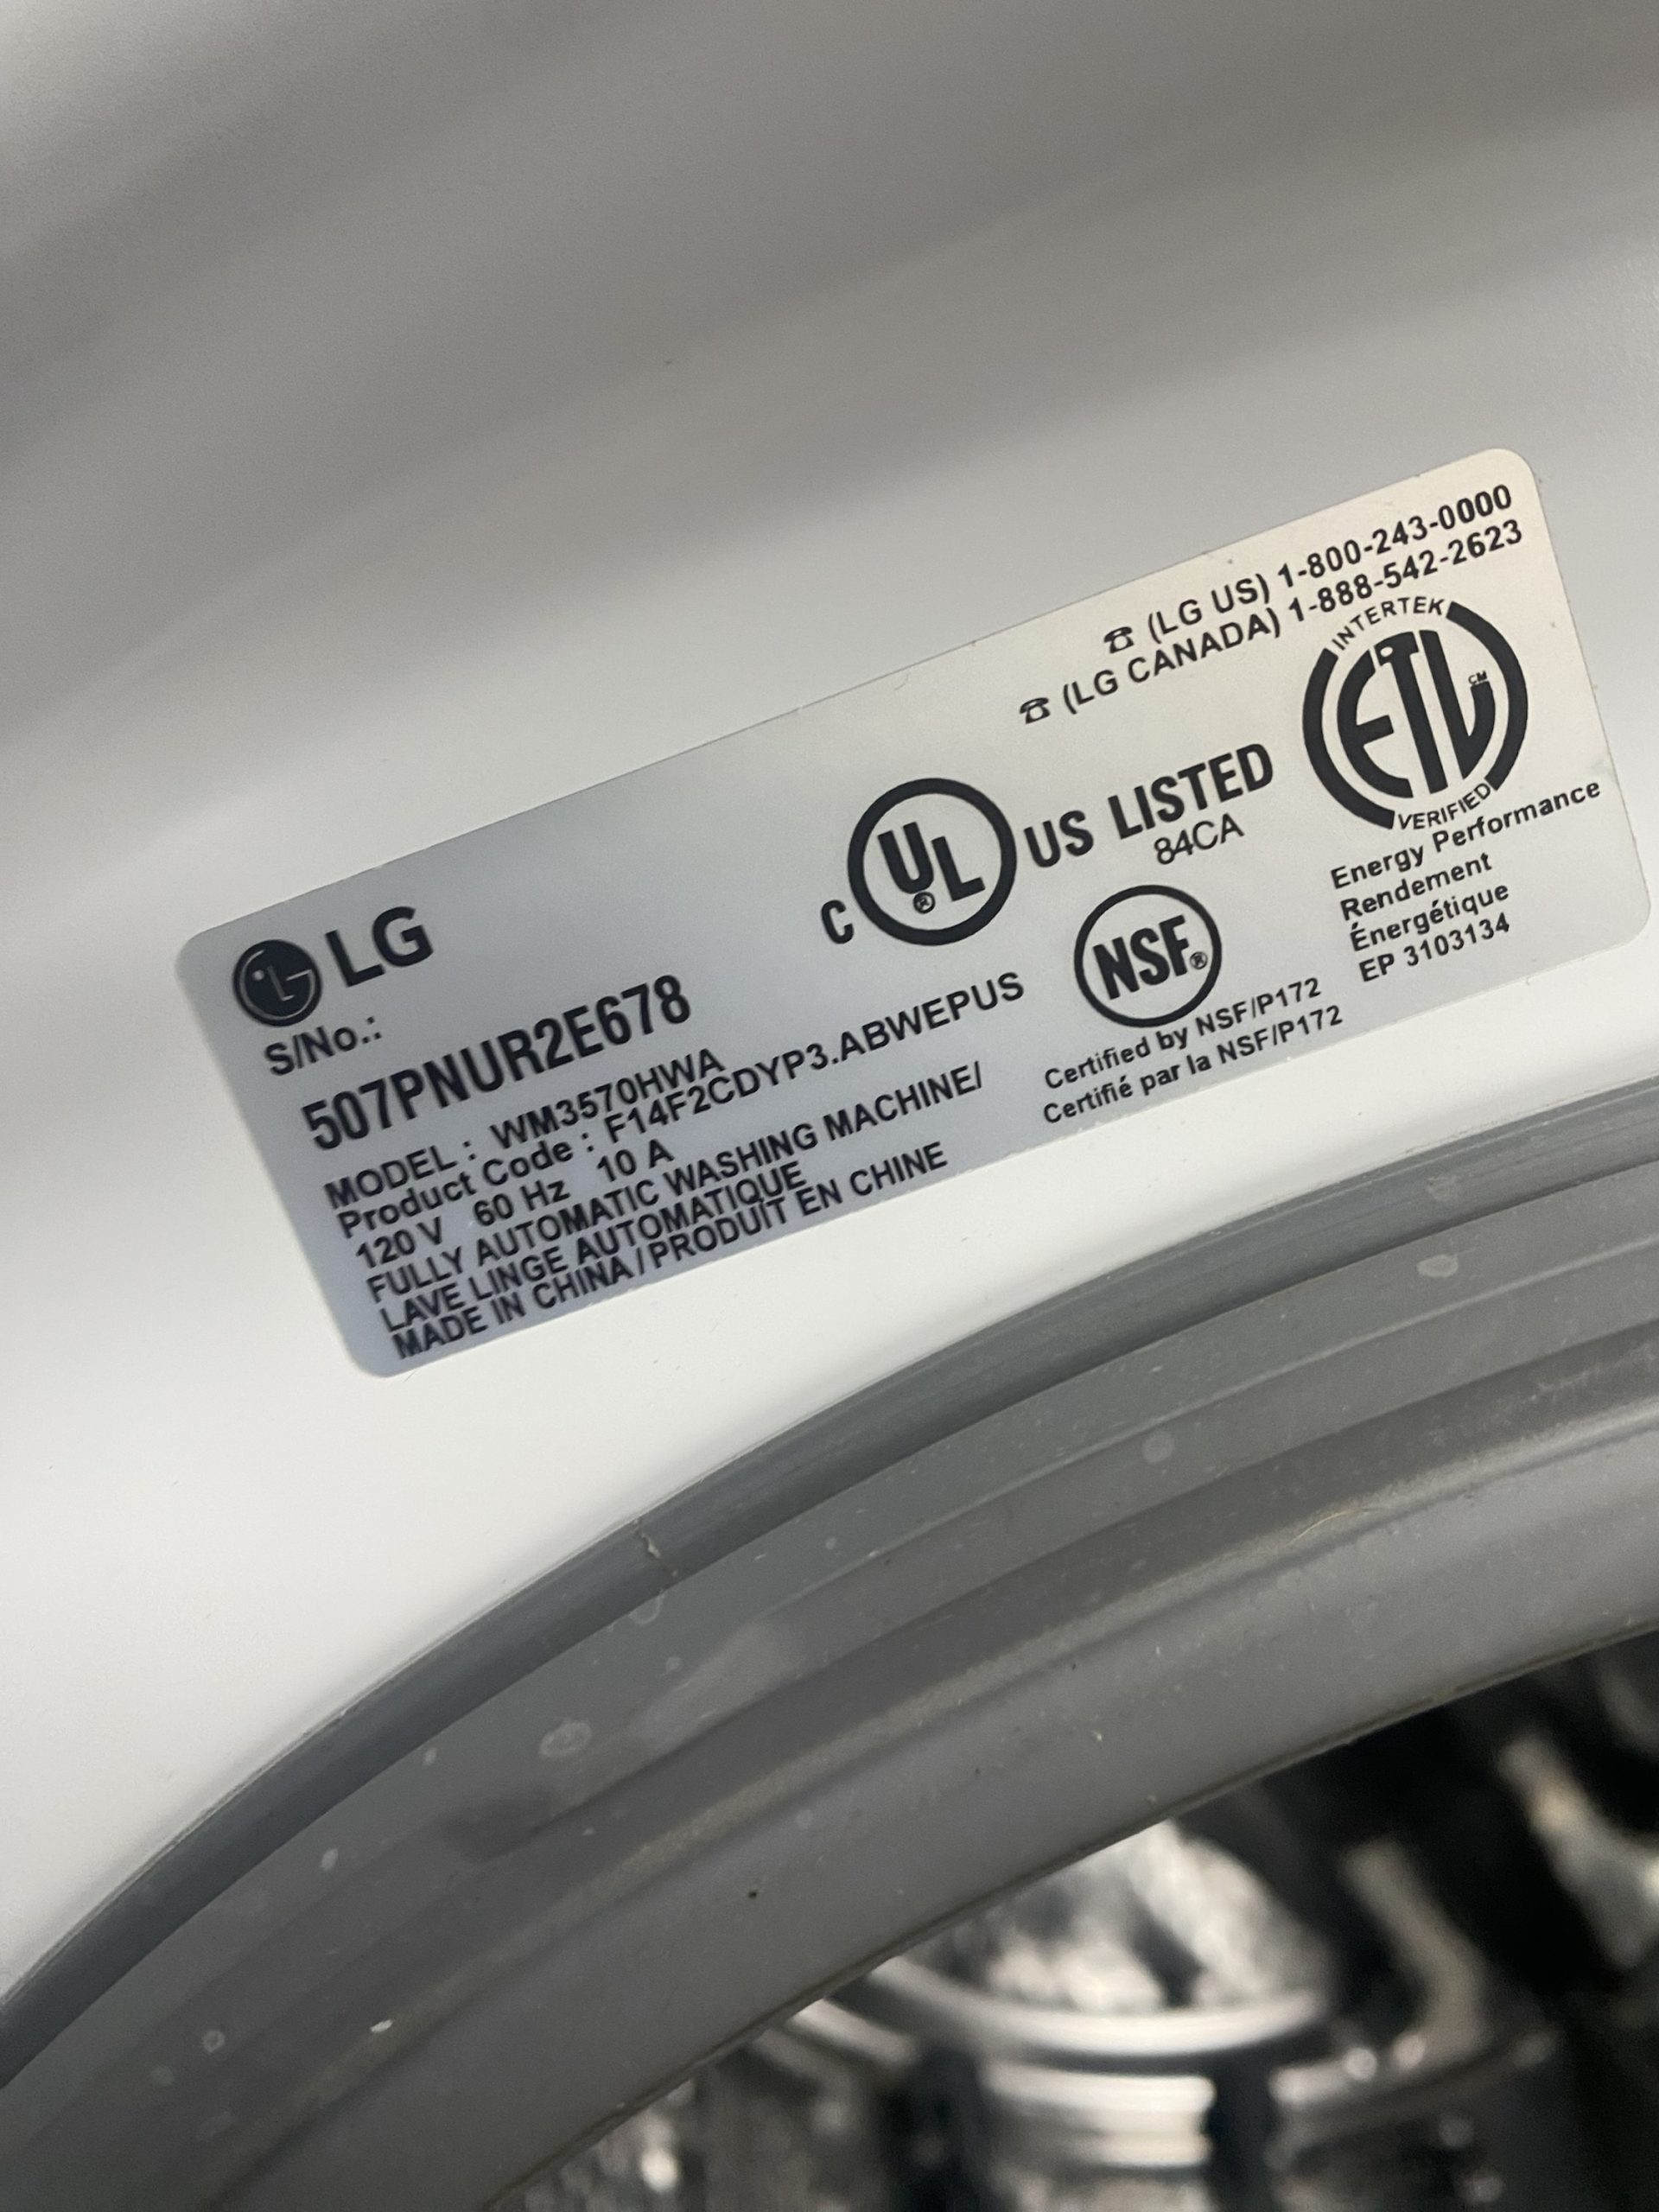 LG
S/No.:
507PNUR2E678
MODEL : WM3570HWA
Product Code : F14F2CDYP3.ABWEPUS
120 V 60 Hz 10 A
FULLY AUTOMATIC WASHING MACHINE/
LAVE LINGE AUTOMATIQUE
MADE IN CHINA / PRODUIT EN CHINE
☎ (LG US) 1-800-243-0000
☎ (LG CANADA) 1-888-542-2623
C UL® US LISTED
84CA
NSF®
Certified by NSF/P172
Certifié par la NSF/P172
INTERTEK
ETL CM
VERIFIED
Energy Performance
Rendement
Énergétique
EP 3103134